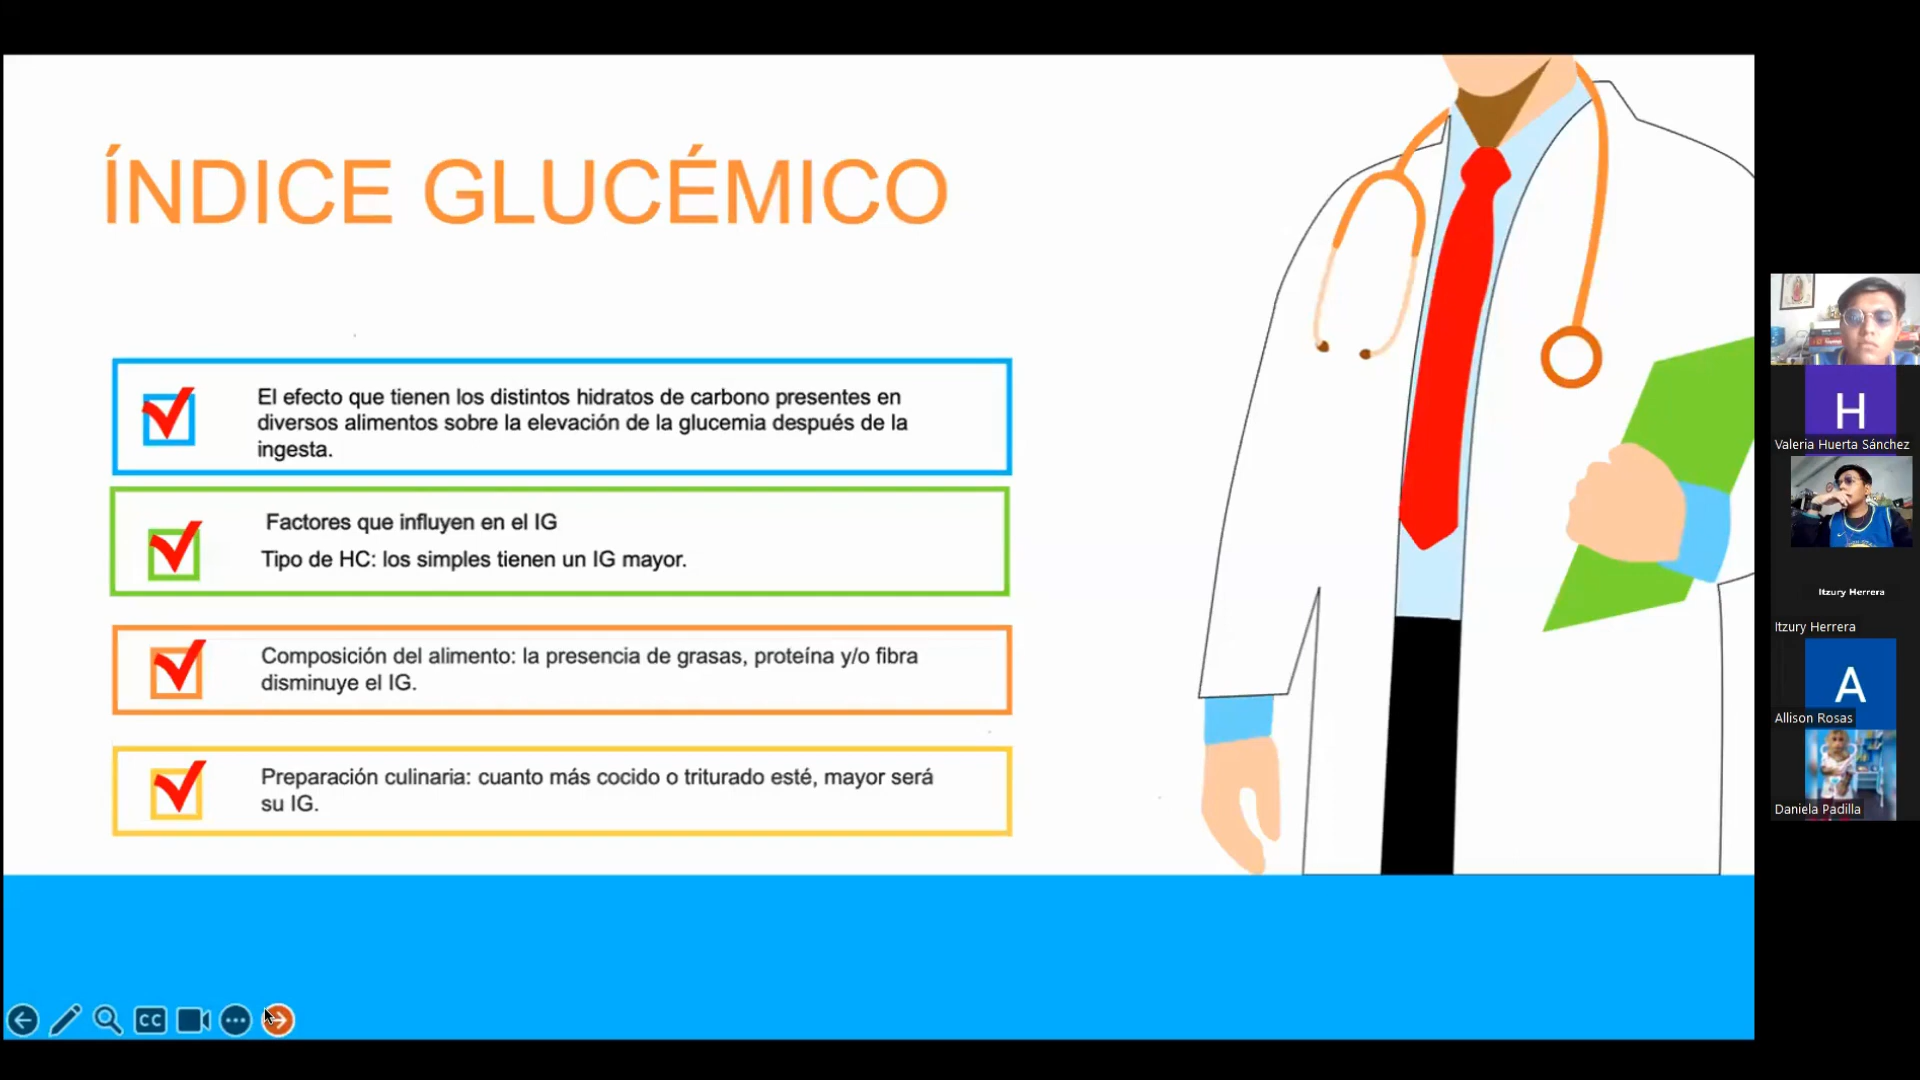 ÍNDICE GLUCÉMICO
El efecto que tienen los distintos hidratos de carbono presentes en
diversos alimentos sobre la elevación de la glucemia después de la
ingesta.
Factores que influyen en el IG
Tipo de HC: los simples tienen un IG mayor.
Composición del alimento: la presencia de grasas, proteína y/o fibra
disminuye el IG.
Preparación culinaria: cuanto más cocido o triturado esté, mayor será
su IG.
CC
H
Valeria Huerta Sánchez
Itzury Herrera
Itzury Herrera
A
Allison Rosas
Daniela Padilla